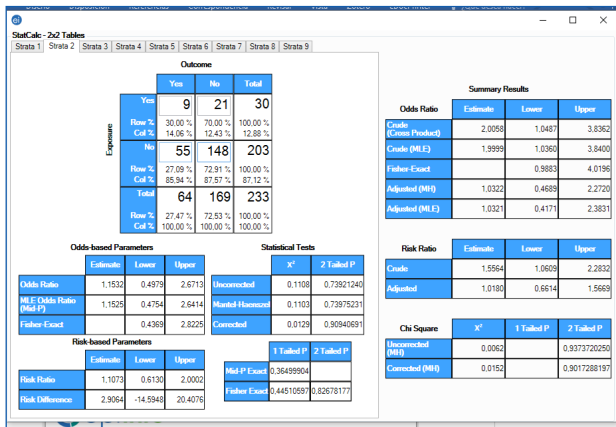 StatCalc - 2x2 Tables
Strata 1 Strata 2 Strata 3 Strata 4 Strata 5 Strata 6 Strata 7 Strata 8 Strata 9
Outcome
Yes No Total
Exposure
Yes 9 21 30
Row % 30.00 % 70.00 % 100.00 %
Col % 14.06 % 12.43 % 12.88 %
No 55 148 203
Row % 27,09 % 72,91 % 100,00 %
Col % 85,94 % 87,57 % 87,12 %
Total 64 169 233
Row % 27,47 % 72,53 % 100,00 %
Col % 100,00 % 100,00 % 100,00 %
Odds-based Parameters
Estimate Lower Upper
Odds Ratio 1,1532 0,4979 2,6713
MLE Odds Ratio (Mid-P) 1,1525 0,4754 2,6414
Fisher-Exact 0,4369 2,8225
Risk-based Parameters
Estimate Lower Upper
Risk Ratio 1,1073 0,6130 2,0002
Risk Difference 2,9064 -14,5948 20,4076
Statistical Tests
X² 2 Tailed P
Uncorrected 0,1108 0,73921240
Mantel-Haenszel 0,1103 0,73975231
Corrected 0,0129 0,90940691
1 Tailed P 2 Tailed P
Mid-P Exact 0,36499904
Fisher Exact 0,44510597 0,82678177
Summary Results
Odds Ratio Estimate Lower Upper
Crude (Cross Product) 2,0058 1,0487 3,8362
Crude (MLE) 1,9999 1,0360 3,8400
Fisher-Exact 0,9883 4,0196
Adjusted (MH) 1,0322 0,4689 2,2720
Adjusted (MLE) 1,0321 0,4171 2,3831
Risk Ratio Estimate Lower Upper
Crude 1,5564 1,0609 2,2832
Adjusted 1,0180 0,6614 1,5669
Chi Square X² 1 Tailed P 2 Tailed P
Uncorrected (MH) 0,0062 0,9373720250
Corrected (MH) 0,0152 0,9017288197